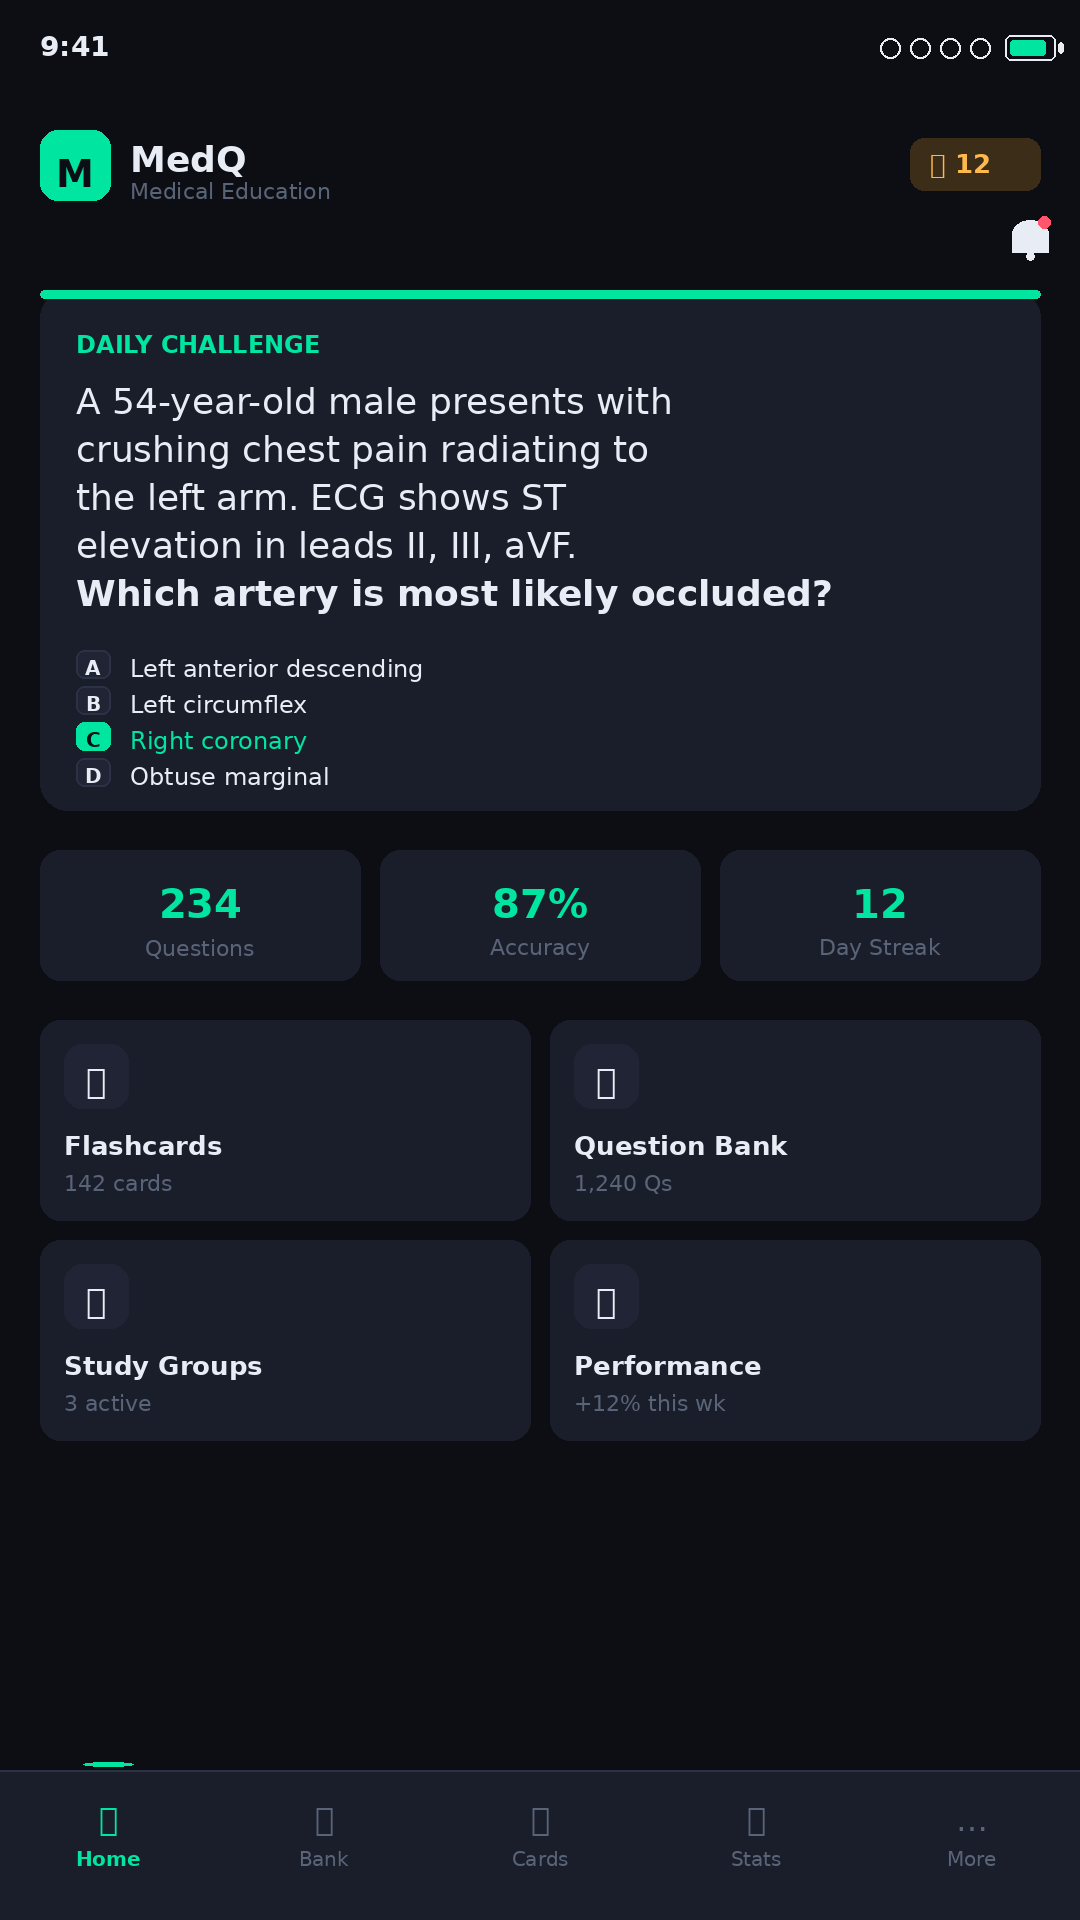 9:41
M
MedQ
Medical Education
12
DAILY CHALLENGE
A 54-year-old male presents with
crushing chest pain radiating to
the left arm. ECG shows ST
elevation in leads II, III, aVF.
Which artery is most likely occluded?
A Left anterior descending
B Left circumflex
C Right coronary
D Obtuse marginal
234
Questions
87%
Accuracy
12
Day Streak
Flashcards
142 cards
Question Bank
1,240 Qs
Study Groups
3 active
Performance
+12% this wk
Home
Bank
Cards
Stats
...
More